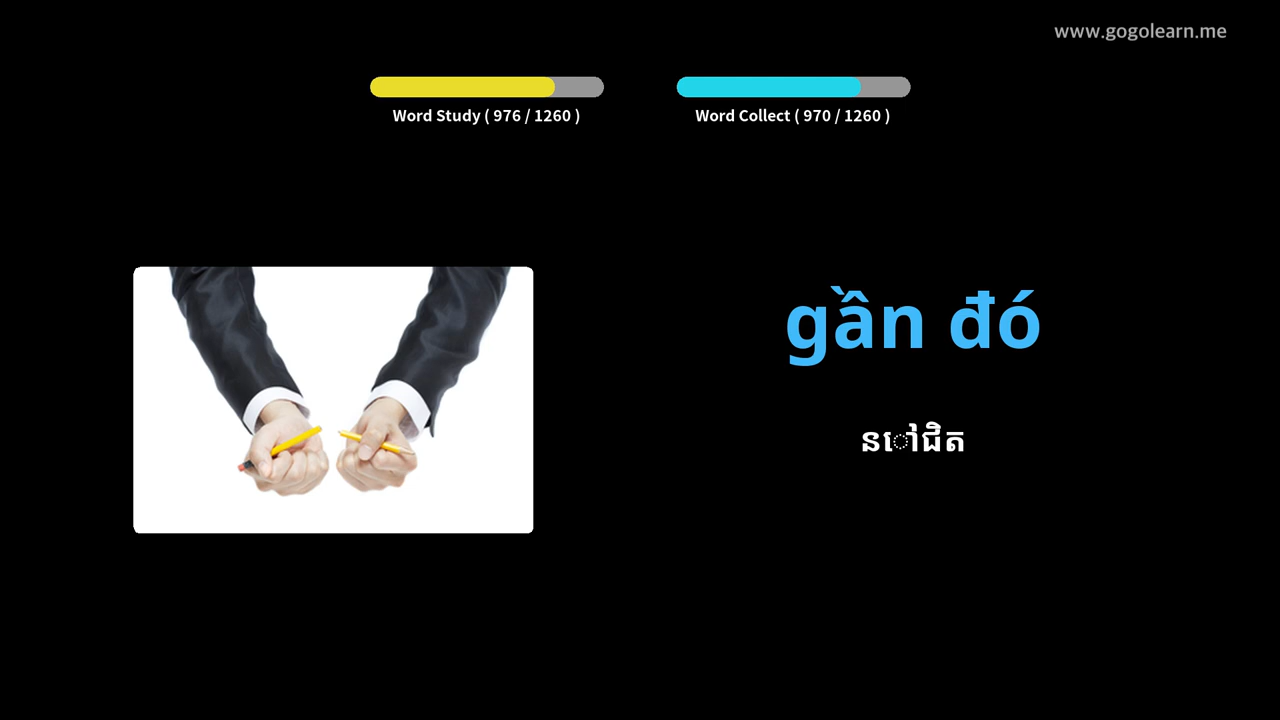 www.gogolearn.me
Word Study ( 976 / 1260 )
Word Collect ( 970 / 1260 )
gần đó
នៅជិត